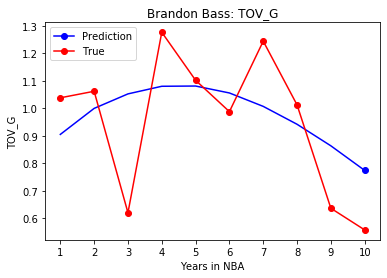 Brandon Bass: TOV_G
Prediction
True
TOV_G
1.3
1.2
1.1
1.0
0.9
0.8
0.7
0.6
1 2 3 4 5 6 7 8 9 10
Years in NBA